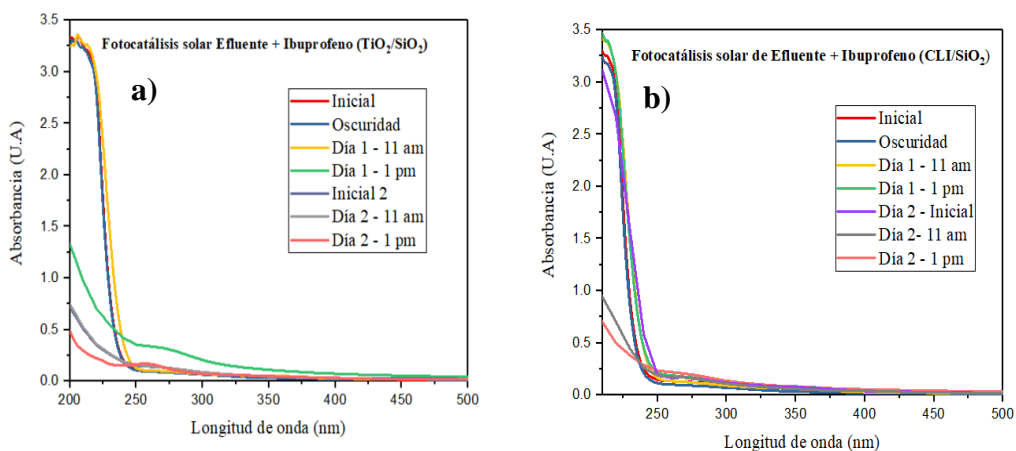 Fotocatálisis solar Efluente + Ibuprofeno (TiO₂/SiO₂)
a)
Inicial
Oscuridad
Día 1 - 11 am
Día 1 - 1 pm
Inicial 2
Día 2 - 11 am
Día 2 - 1 pm
Absorbancia (U.A)
3.5
3.0
2.5
2.0
1.5
1.0
0.5
0.0
200 250 300 350 400 450 500
Longitud de onda (nm)
Fotocatálisis solar de Efluente + Ibuprofeno (CLI/SiO₂)
b)
Inicial
Oscuridad
Día 1 - 11 am
Día 1 - 1 pm
Día 2 - Inicial
Día 2- 11 am
Día 2 - 1 pm
Absorbancia (U.A)
3.5
3.0
2.5
2.0
1.5
1.0
0.5
0.0
250 300 350 400 450 500
Longitud de onda (nm)